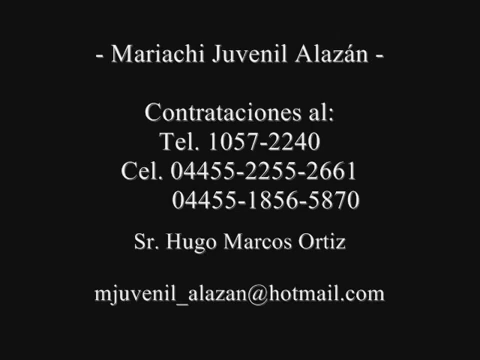 - Mariachi Juvenil Alazán -
Contrataciones al:
Tel. 1057-2240
Cel. 04455-2255-2661
04455-1856-5870
Sr. Hugo Marcos Ortiz
mjuvenil_alazan@hotmail.com